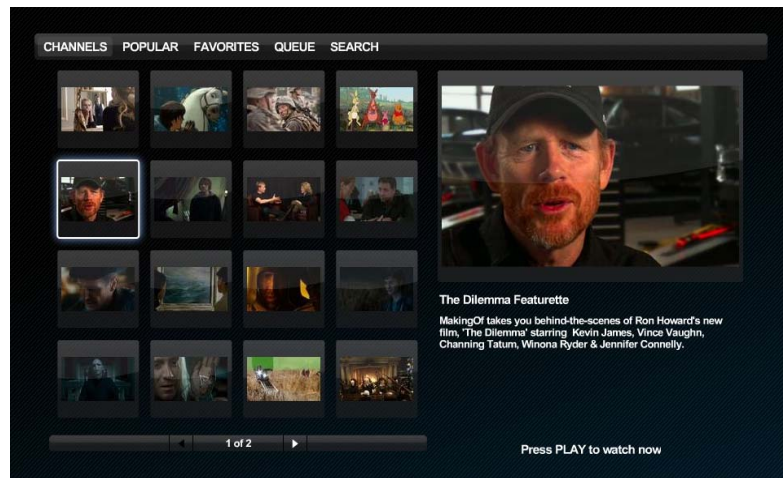 CHANNELS POPULAR FAVORITES QUEUE SEARCH
The Dilemma Featurette
MakingOf takes you behind-the-scenes of Ron Howard's new
film, 'The Dilemma' starring Kevin James, Vince Vaughn,
Channing Tatum, Winona Ryder & Jennifer Connelly.
1 of 2
Press PLAY to watch now